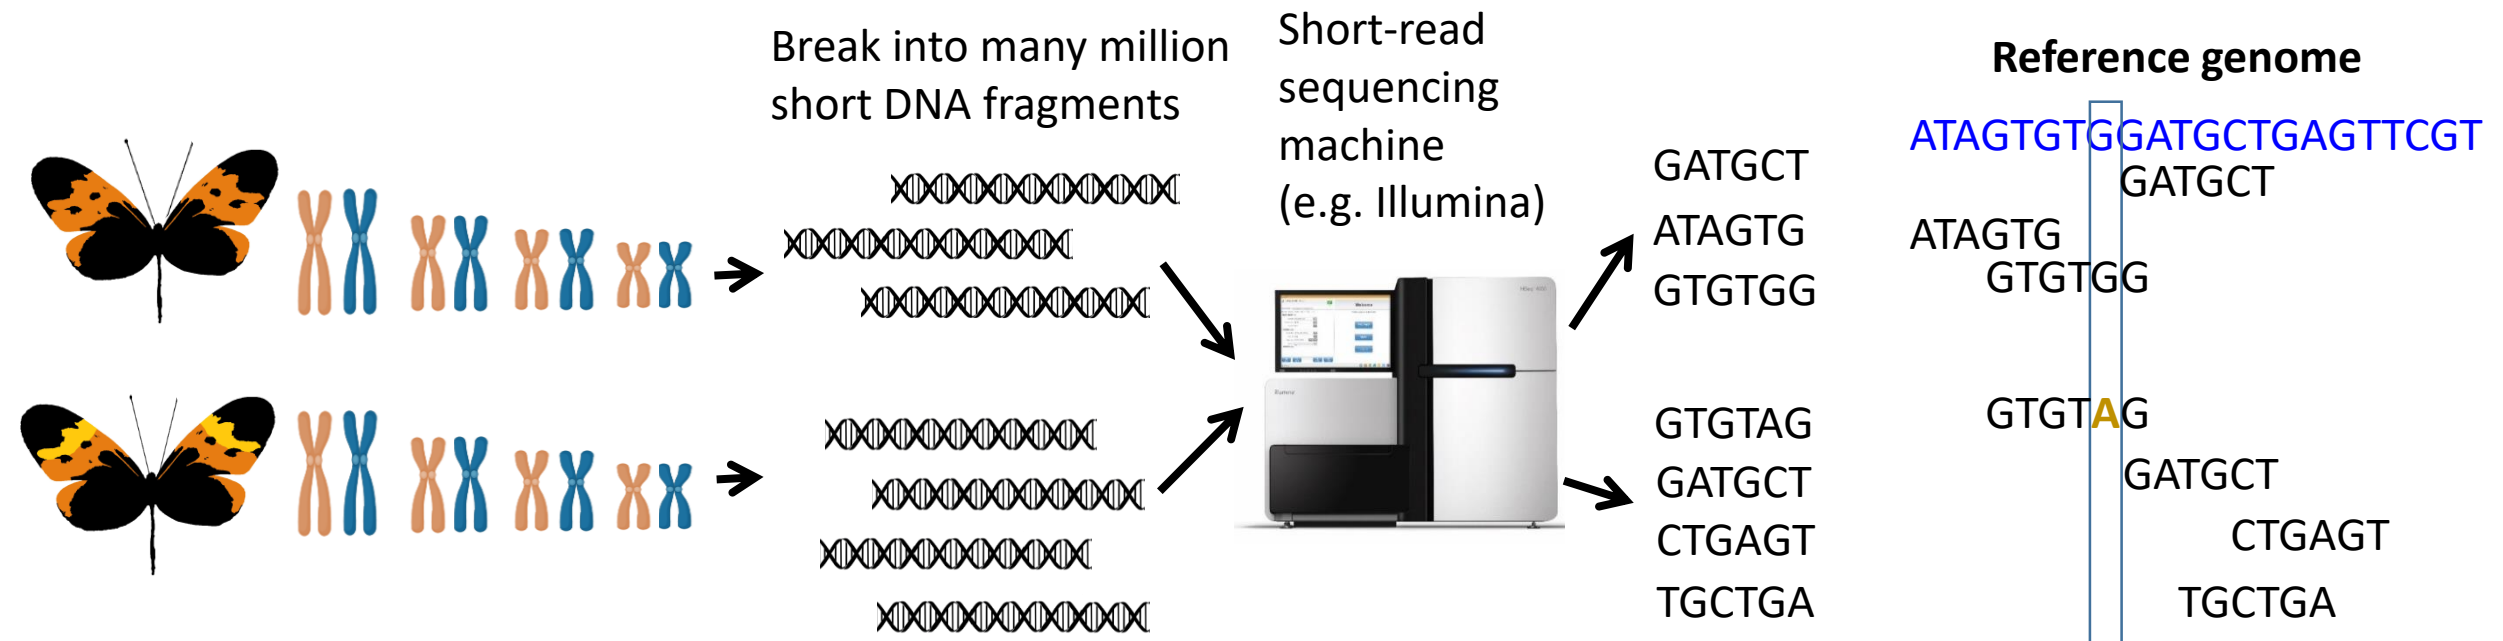 Break into many million
short DNA fragments
Short-read
sequencing
machine
(e.g. Illumina)
GATGCT
ATAGTG
GTGTGG
GTGTAG
GATGCT
CTGAGT
TGCTGA
Reference genome
ATAGTGTGGATGCTGAGTTCGT
GATGCT
ATAGTG
GTGTGG
GTGTAG
GATGCT
CTGAGT
TGCTGA